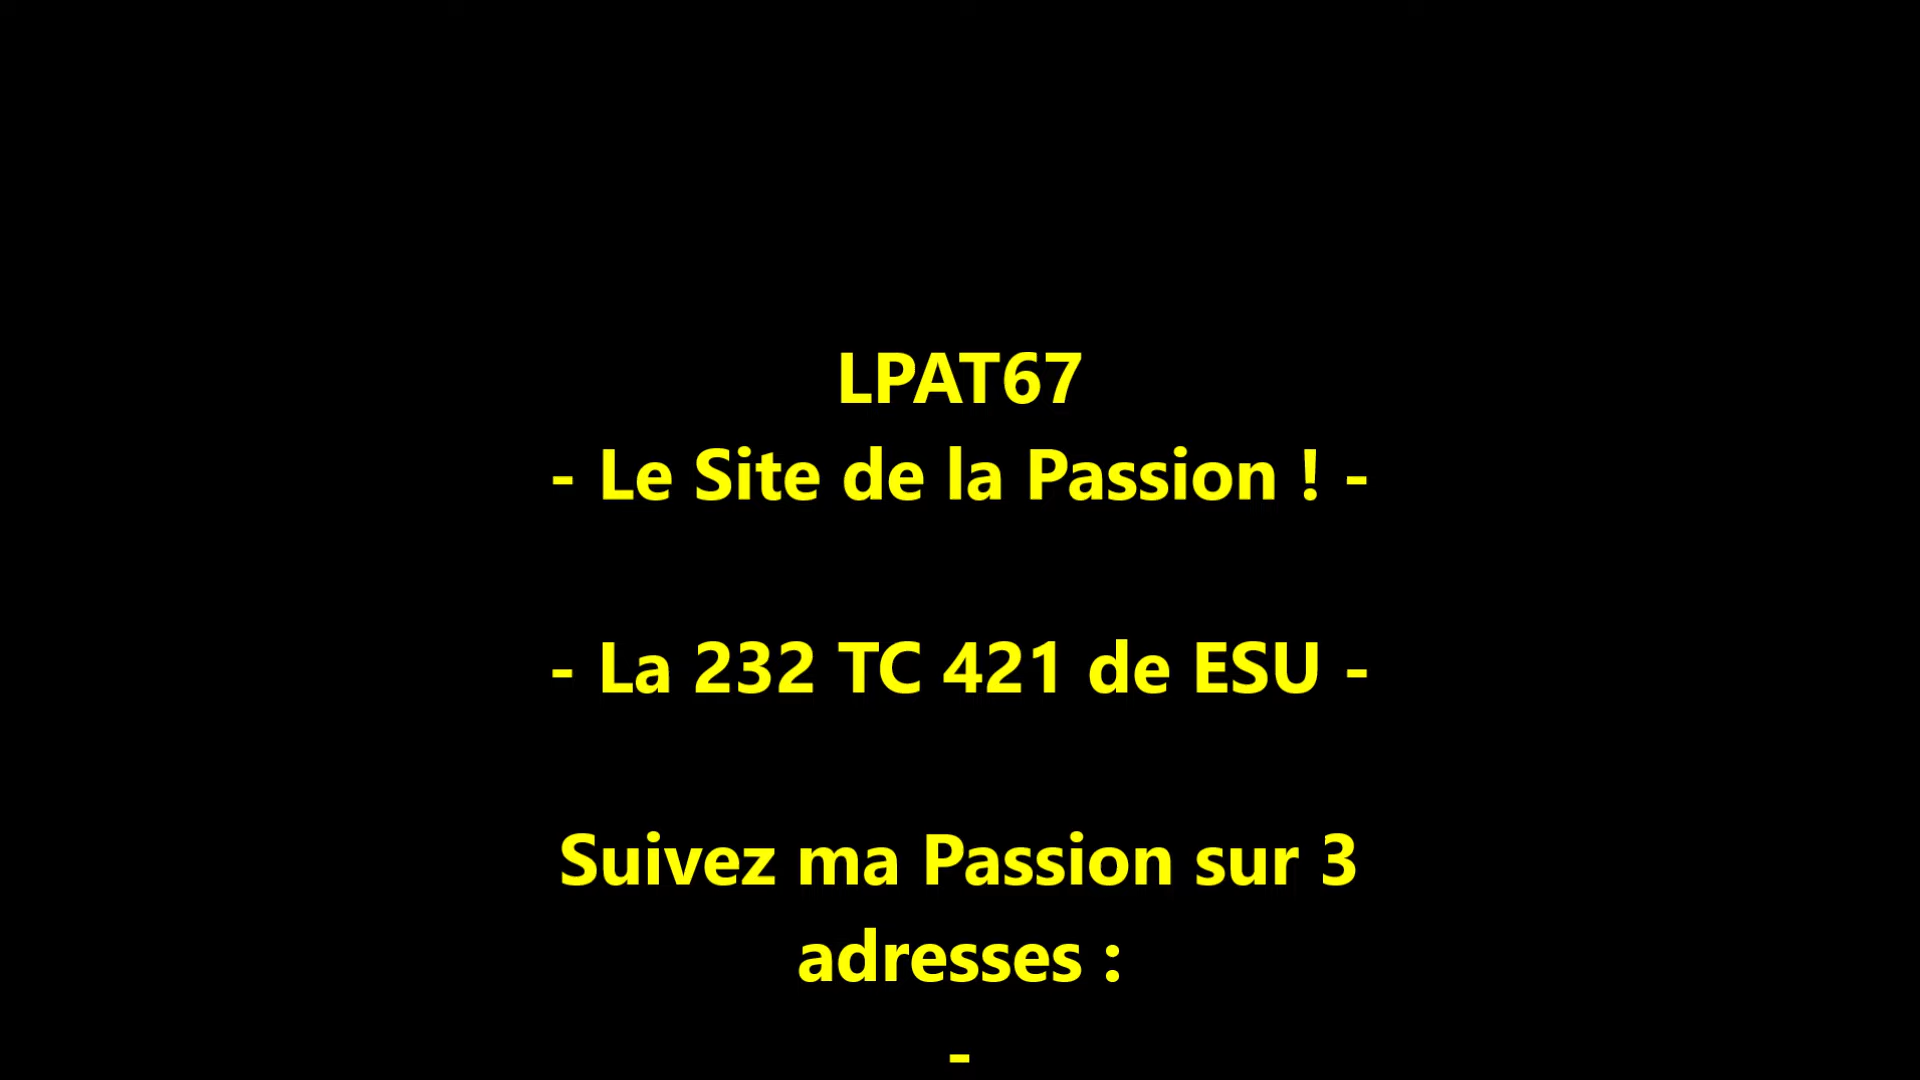 LPAT67
- Le Site de la Passion ! -
- La 232 TC 421 de ESU -
Suivez ma Passion sur 3
adresses :
-